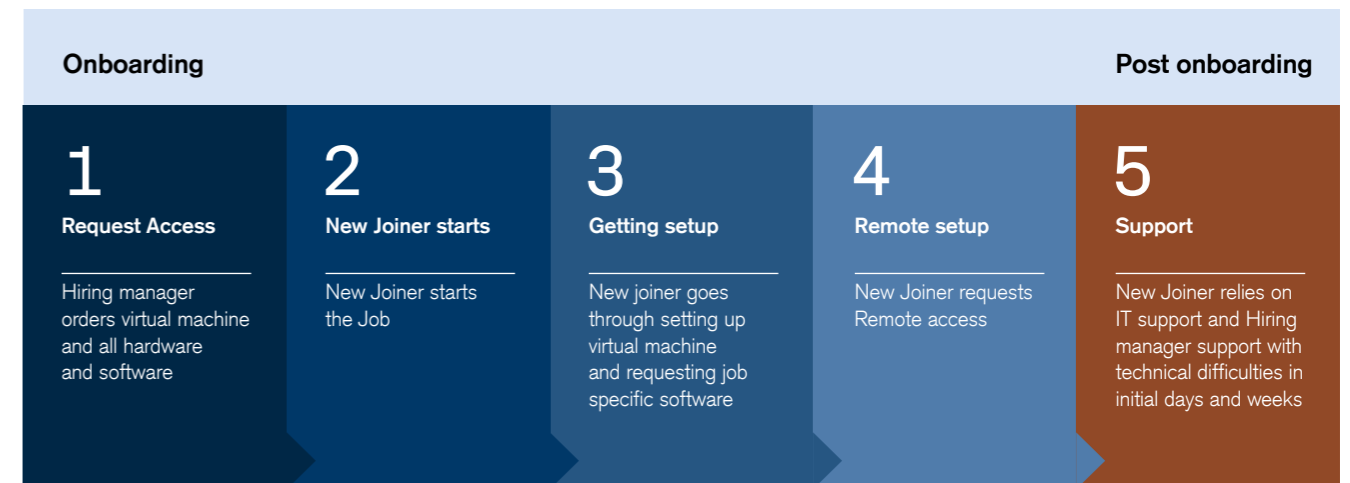 Onboarding
Post onboarding
1
Request Access
Hiring manager
orders virtual machine
and all hardware
and software
2
New Joiner starts
New Joiner starts
the Job
3
Getting setup
New joiner goes
through setting up
virtual machine
and requesting job
specific software
4
Remote setup
New Joiner requests
Remote access
5
Support
New Joiner relies on
IT support and Hiring
manager support with
technical difficulties in
initial days and weeks